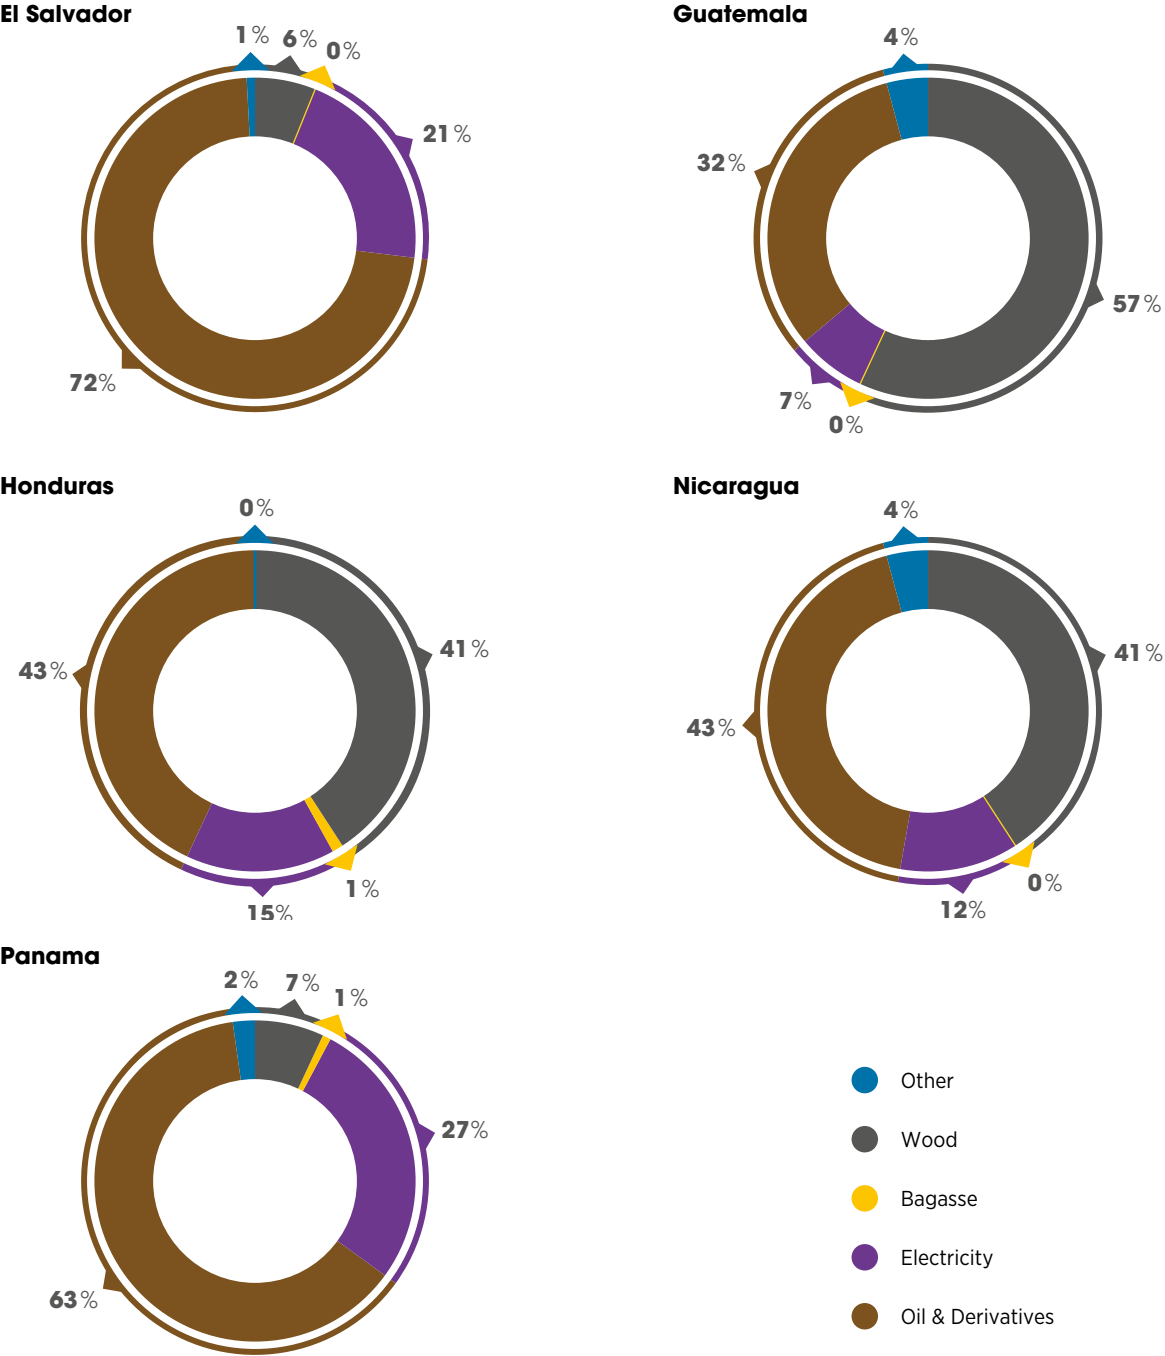 El Salvador
1%
6%
0%
21%
72%
Guatemala
4%
32%
57%
7%
0%
Honduras
0%
41%
43%
1%
15%
Nicaragua
4%
41%
43%
0%
12%
Panama
2%
7%
1%
27%
63%
Other
Wood
Bagasse
Electricity
Oil & Derivatives